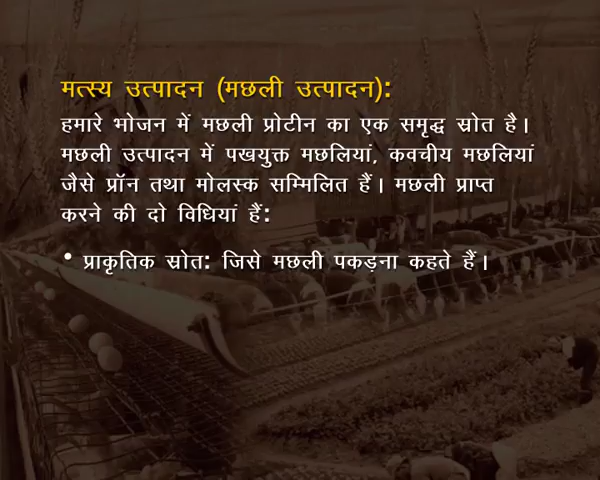 मत्स्य उत्पादन (मछली उत्पादन):
हमारे भोजन में मछली प्रोटीन का एक समृद्ध स्रोत है।
मछली उत्पादन में पखयुक्त मछलियां, कवचीय मछलियां
जैसे प्रॉन तथा मोलस्क सम्मिलित हैं। मछली प्राप्त
करने की दो विधियां हैं:
• प्राकृतिक स्रोत: जिसे मछली पकड़ना कहते हैं।